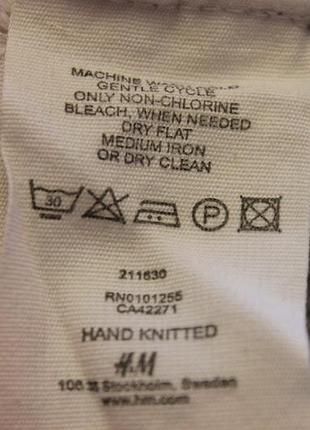 MACHINE
GENTLE CYCLE
ONLY NON-CHLORINE
BLEACH, WHEN NEEDED
DRY FLAT
MEDIUM IRON
OR DRY CLEAN
30 P
211630
RN0101255
CA42271
HAND KNITTED
H&M
106 Stockholm, Sweden
www.hm.com